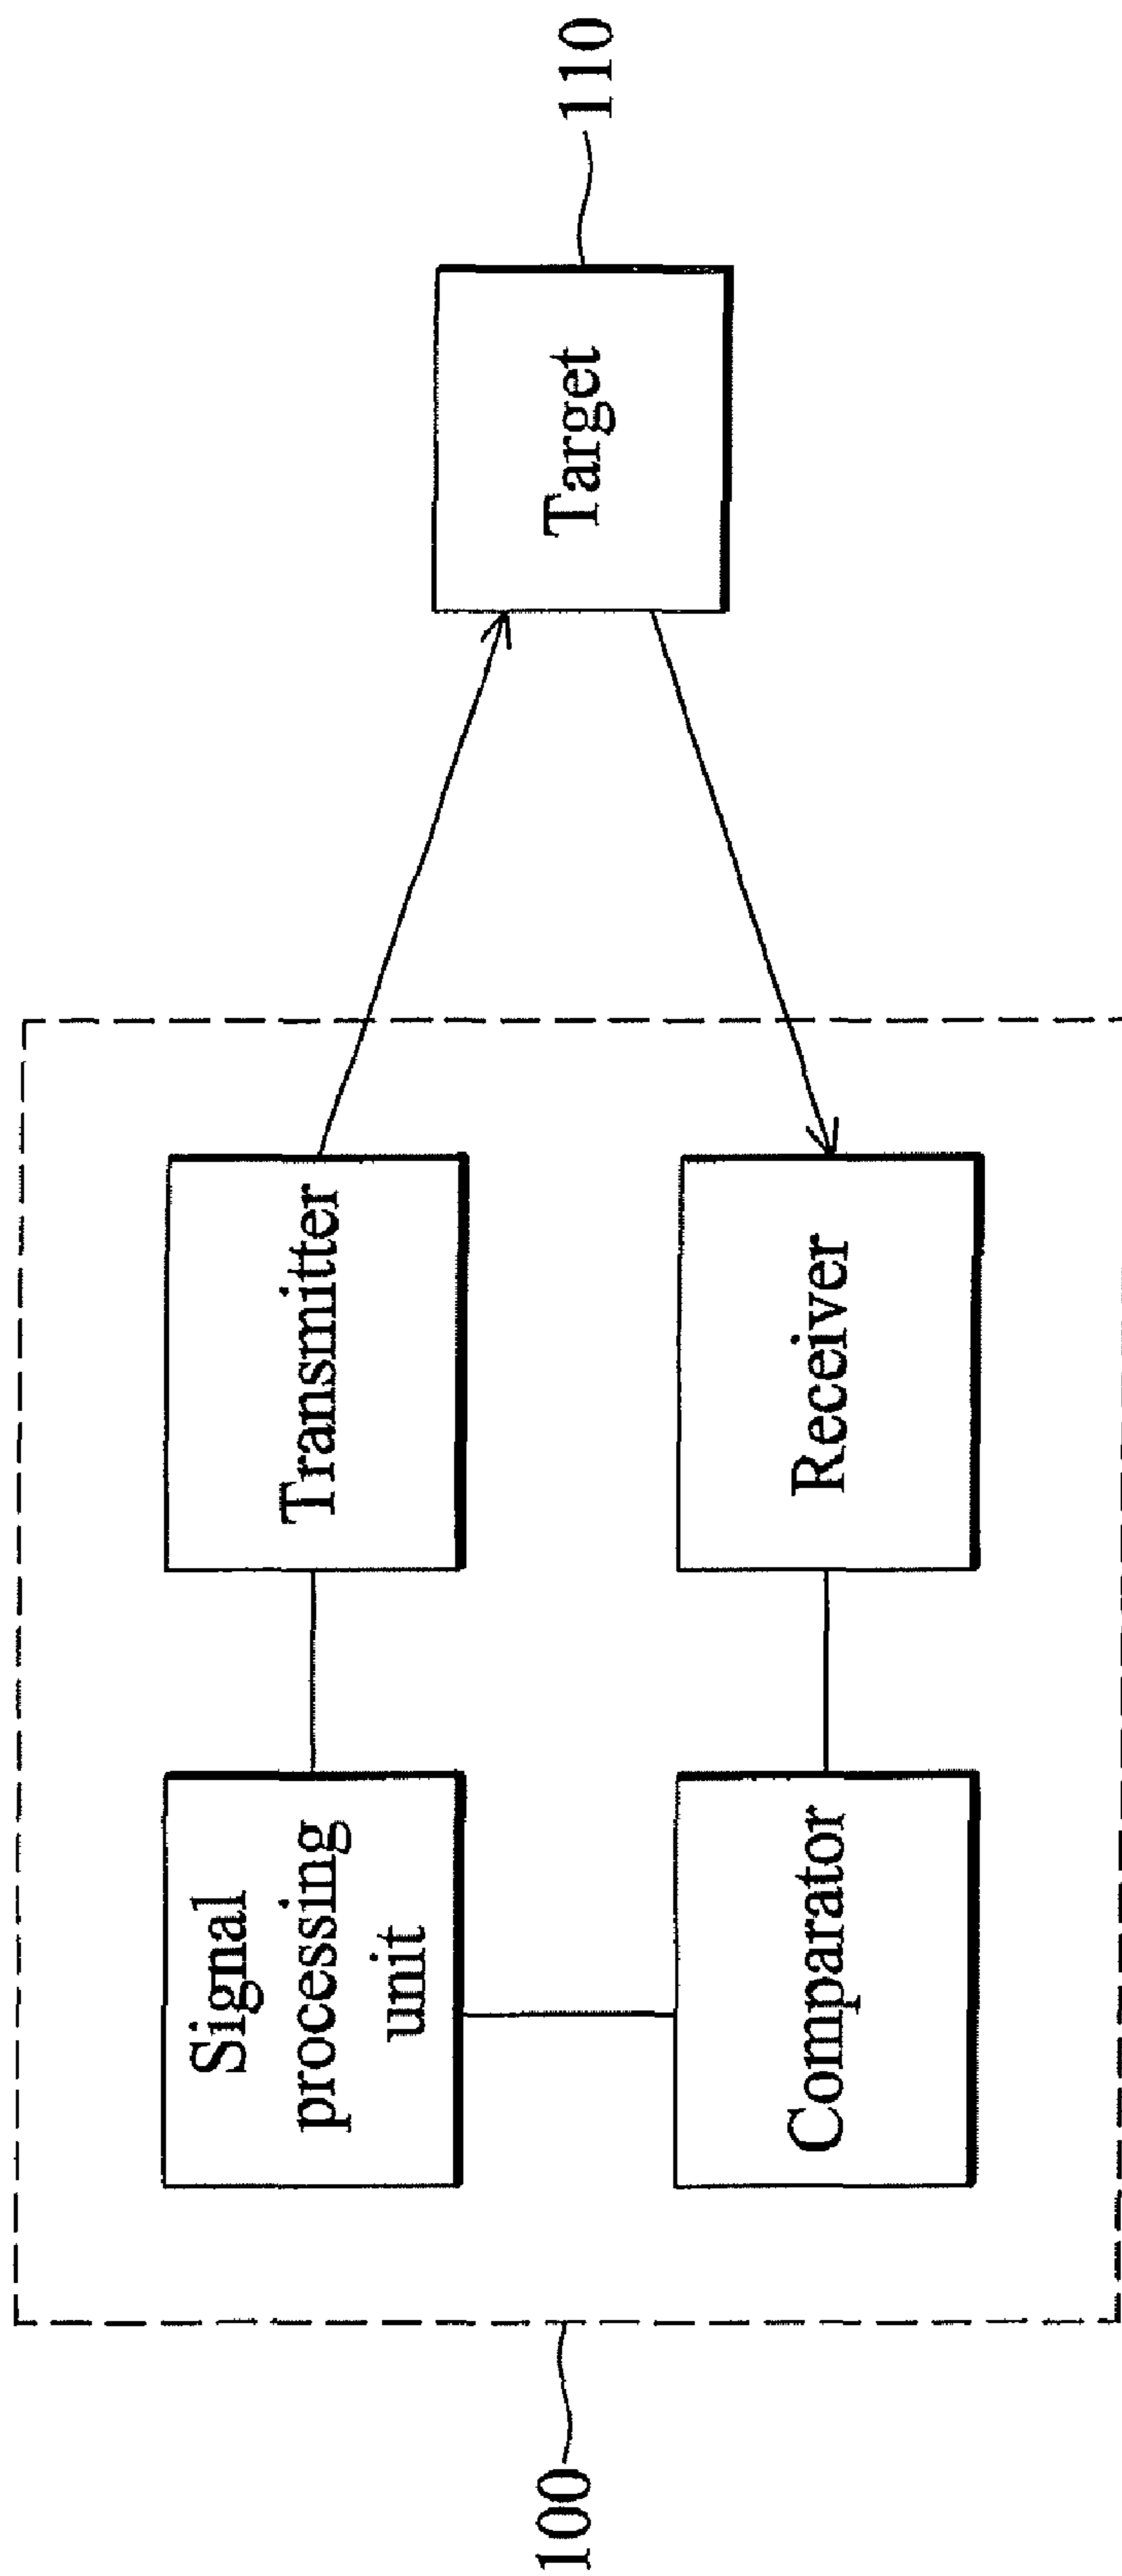 100
Signal
processing
unit
Transmitter
Comparator
Receiver
Target
110